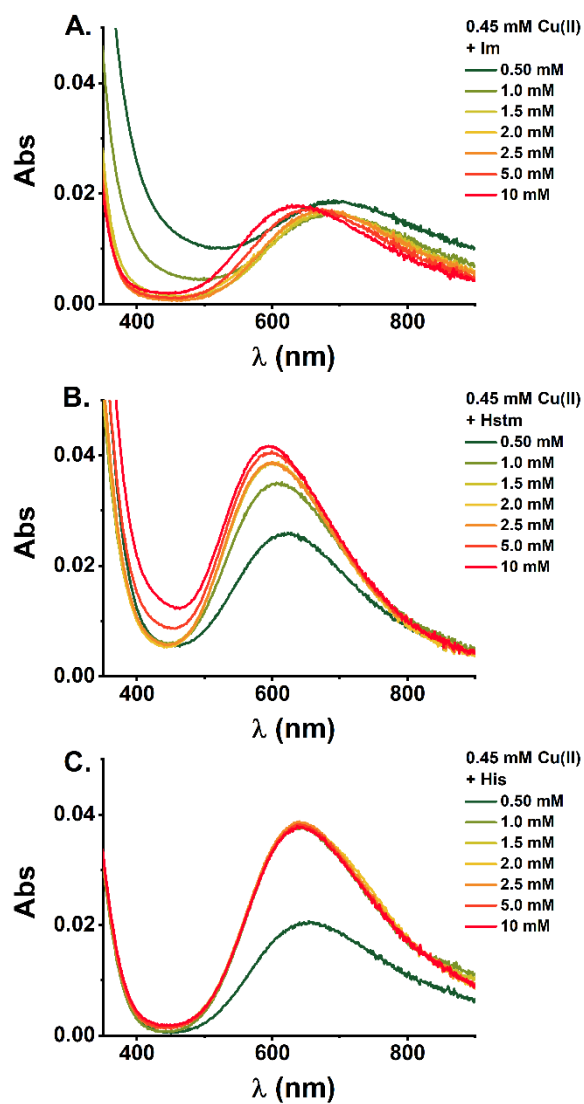 A.
0.45 mM Cu(II)
+ Im
0.50 mM
1.0 mM
1.5 mM
2.0 mM
2.5 mM
5.0 mM
10 mM
Abs
0.04
0.02
0.00
400
600
800
λ (nm)
B.
0.45 mM Cu(II)
+ Hstm
0.50 mM
1.0 mM
1.5 mM
2.0 mM
2.5 mM
5.0 mM
10 mM
Abs
0.04
0.02
0.00
400
600
800
λ (nm)
C.
0.45 mM Cu(II)
+ His
0.50 mM
1.0 mM
1.5 mM
2.0 mM
2.5 mM
5.0 mM
10 mM
Abs
0.04
0.02
0.00
400
600
800
λ (nm)